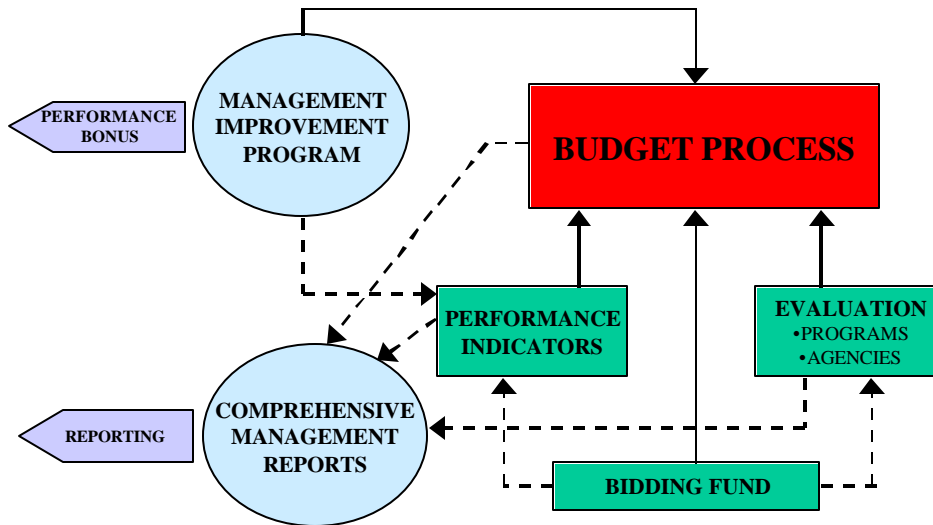 PERFORMANCE
BONUS
MANAGEMENT
IMPROVEMENT
PROGRAM
BUDGET PROCESS
PERFORMANCE
INDICATORS
EVALUATION
•PROGRAMS
•AGENCIES
REPORTING
COMPREHENSIVE
MANAGEMENT
REPORTS
BIDDING FUND